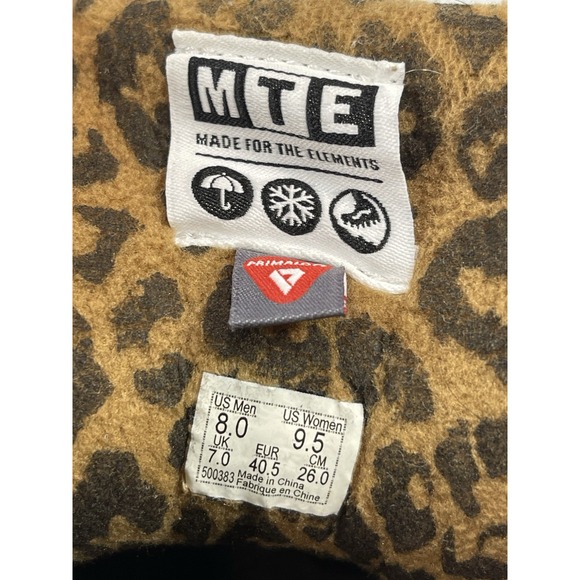 MTE
MADE FOR THE ELEMENTS
PRIMALOFT
US Men US Women
8.0 9.5
UK EUR CM
7.0 40.5 26.0
500383 Made in China
Fabrique en Chine